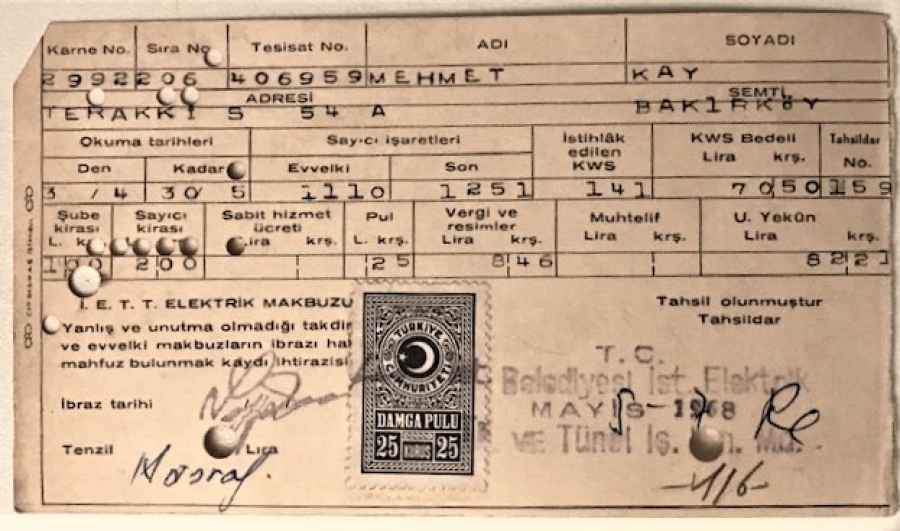 Karne No. Sıra No. Tesisat No. ADI SOYADI
2992 206 406959 MEHMET KAY
ADRESİ SEMTİ
TERAKKİ S 54 A BAKIRKÖY
Okuma tarihleri Sayıcı işaretleri İstihlâk edilen KWS KWS Bedeli Lira krş. Tahsildar No.
Den Kadar Evvelki Son
3 / 4 30/ 5 1110 1251 141 70 50 159
Şube kirası L. kr. Sayıcı kirası Sabit hizmet ücreti Lira krş. Pul L. krş. Vergi ve resimler Lira krş. Muhtelif Lira krş. U. Yekûn Lira krş.
100 200 25 8 46 82 21
İ. E. T. T. ELEKTRİK MAKBUZU Tahsil olunmuştur
Tahsildar
Yanlış ve unutma olmadığı takdir
ve evvelki makbuzların ibrazı hal
mahfuz bulunmak kaydı ihtirazisi
TÜRKİYE CUMHURİYETİ
DAMGA PULU
25 KURUŞ 25
T. C.
Belediyesi İst. Elektrik
MAYIS 1968
VE Tünel İş. Um. Md.
İbraz tarihi
Tenzil Lira